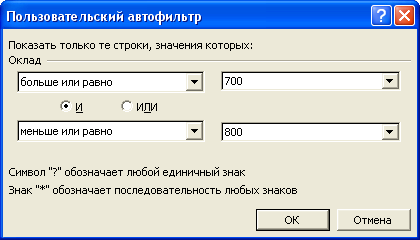 Пользовательский автофильтр
Показать только те строки, значения которых:
Оклад
больше или равно 700
И ИЛИ
меньше или равно 800
Символ "?" обозначает любой единичный знак
Знак "*" обозначает последовательность любых знаков
ОК Отмена